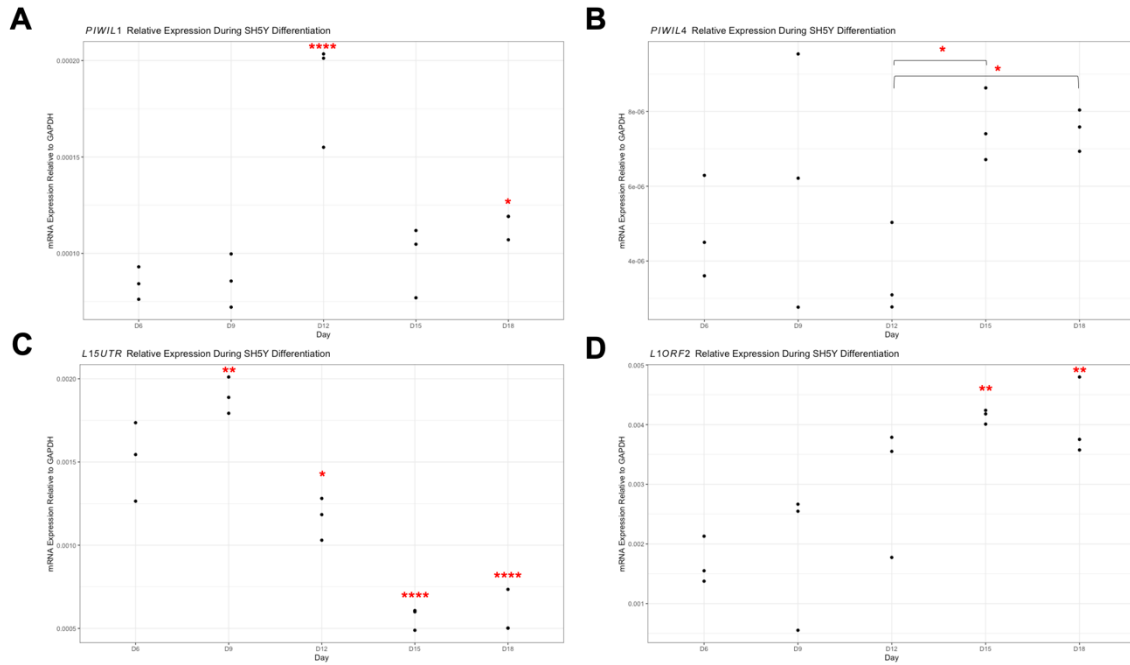 A
PIWIL1 Relative Expression During SH5Y Differentiation
****
0.00020
0.00015
*
0.00010
mRNA Expression Relative to GAPDH
D6 D9 D12 D15 D18
Day
B
PIWIL4 Relative Expression During SH5Y Differentiation
*
*
8e-06
6e-06
4e-06
mRNA Expression Relative to GAPDH
D6 D9 D12 D15 D18
Day
C
L15UTR Relative Expression During SH5Y Differentiation
**
0.0020
0.0015
*
0.0010
****
****
0.0005
mRNA Expression Relative to GAPDH
D6 D9 D12 D15 D18
Day
D
L1ORF2 Relative Expression During SH5Y Differentiation
0.005
**
**
0.004
0.003
0.002
0.001
mRNA Expression Relative to GAPDH
D6 D9 D12 D15 D18
Day